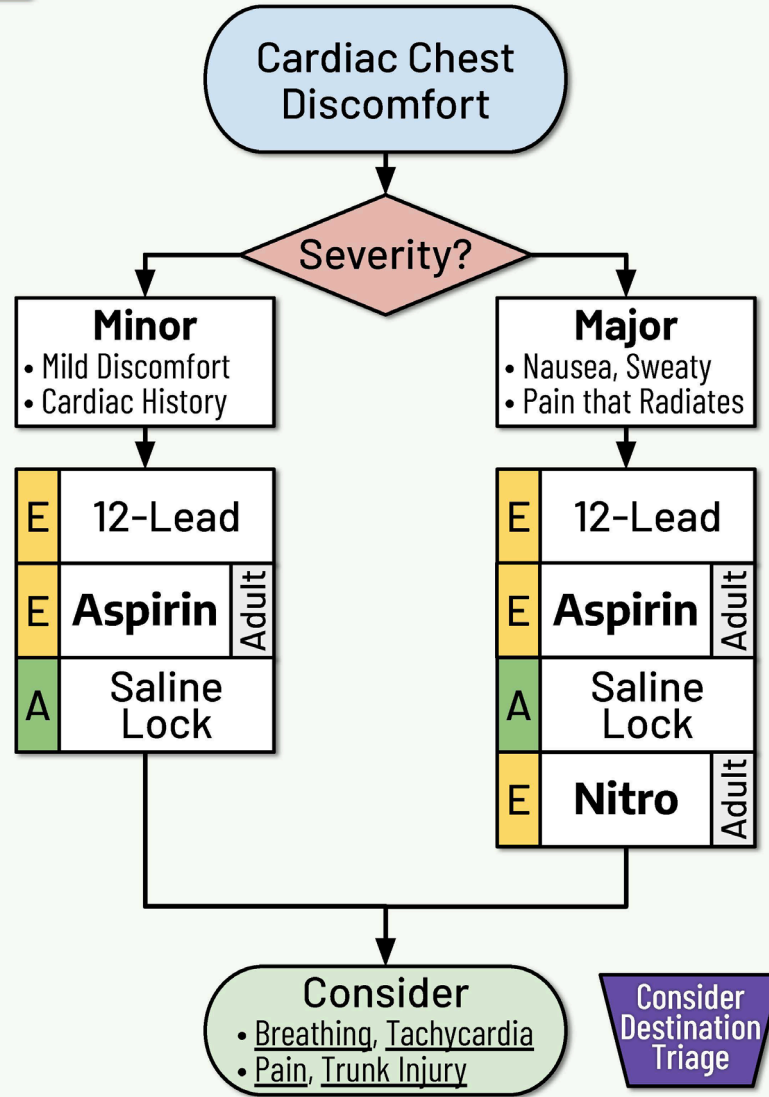 Cardiac Chest
Discomfort
Severity?
Minor
• Mild Discomfort
• Cardiac History
E 12-Lead
E Aspirin Adult
A Saline
Lock
Major
• Nausea, Sweaty
• Pain that Radiates
E 12-Lead
E Aspirin Adult
A Saline
Lock
E Nitro Adult
Consider
• Breathing, Tachycardia
• Pain, Trunk Injury
Consider
Destination
Triage